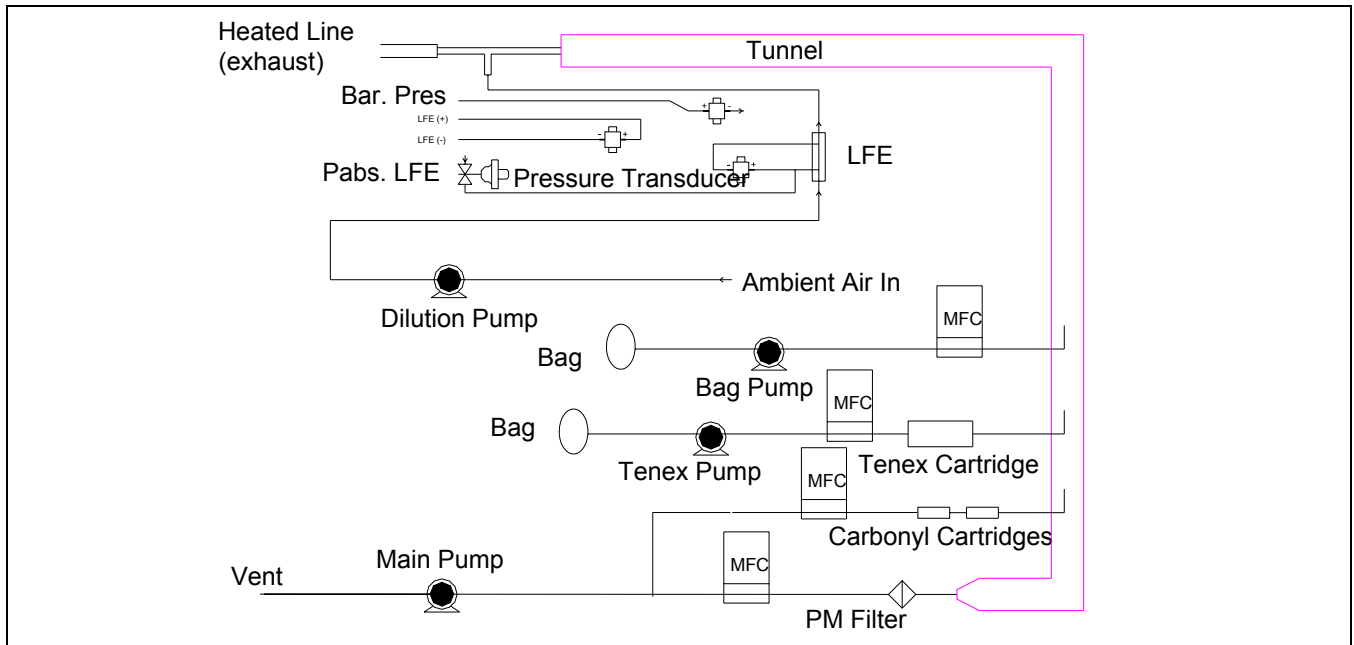 Heated Line
(exhaust)
Tunnel
Bar. Pres
+ -
LFE (+)
LFE (-)
- +
LFE
Pabs. LFE
Pressure Transducer
- +
Ambient Air In
Dilution Pump
MFC
Bag
Bag Pump
MFC
Bag
Tenex Pump
Tenex Cartridge
MFC
Carbonyl Cartridges
Main Pump
MFC
Vent
PM Filter